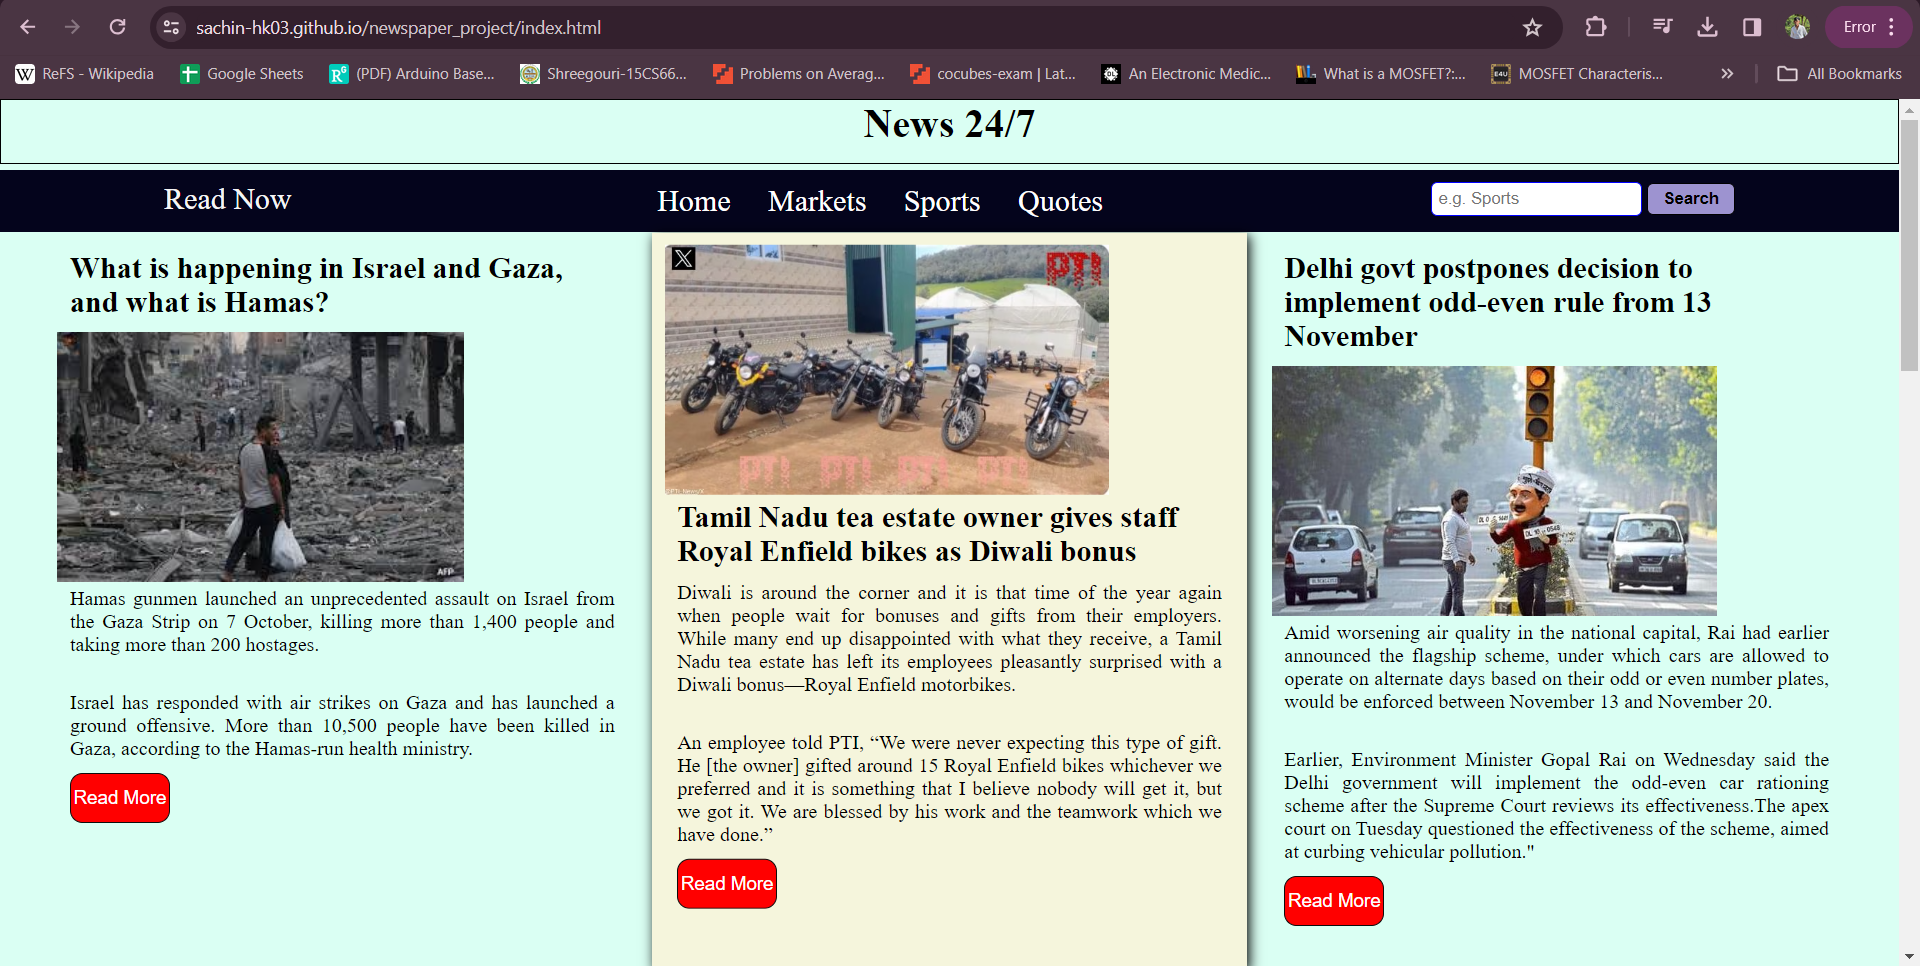 sachin-hk03.github.io/newspaper_project/index.html
Error
ReFS - Wikipedia
Google Sheets
(PDF) Arduino Base...
Shreegouri-15CS66...
Problems on Averag...
cocubes-exam | Lat...
An Electronic Medic...
What is a MOSFET?:...
MOSFET Characteris...
All Bookmarks
News 24/7
Read Now
Home
Markets
Sports
Quotes
e.g. Sports
Search
What is happening in Israel and Gaza,
and what is Hamas?
AFP
Hamas gunmen launched an unprecedented assault on Israel from
the Gaza Strip on 7 October, killing more than 1,400 people and
taking more than 200 hostages.
Israel has responded with air strikes on Gaza and has launched a
ground offensive. More than 10,500 people have been killed in
Gaza, according to the Hamas-run health ministry.
Read More
PTI
PTI PTI PTI PTI
Tamil Nadu tea estate owner gives staff
Royal Enfield bikes as Diwali bonus
Diwali is around the corner and it is that time of the year again
when people wait for bonuses and gifts from their employers.
While many end up disappointed with what they receive, a Tamil
Nadu tea estate has left its employees pleasantly surprised with a
Diwali bonus—Royal Enfield motorbikes.
An employee told PTI, “We were never expecting this type of gift.
He [the owner] gifted around 15 Royal Enfield bikes whichever we
preferred and it is something that I believe nobody will get it, but
we got it. We are blessed by his work and the teamwork which we
have done.”
Read More
Delhi govt postpones decision to
implement odd-even rule from 13
November
Amid worsening air quality in the national capital, Rai had earlier
announced the flagship scheme, under which cars are allowed to
operate on alternate days based on their odd or even number plates,
would be enforced between November 13 and November 20.
Earlier, Environment Minister Gopal Rai on Wednesday said the
Delhi government will implement the odd-even car rationing
scheme after the Supreme Court reviews its effectiveness.The apex
court on Tuesday questioned the effectiveness of the scheme, aimed
at curbing vehicular pollution."
Read More